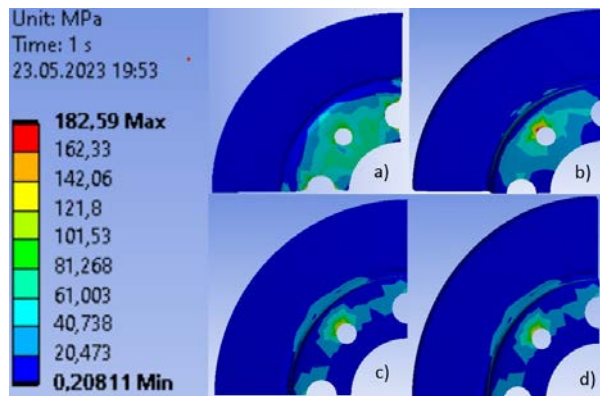 Unit: MPa
Time: 1 s
23.05.2023 19:53
182,59 Max
162,33
142,06
121,8
101,53
81,268
61,003
40,738
20,473
0,20811 Min
a)
b)
c)
d)